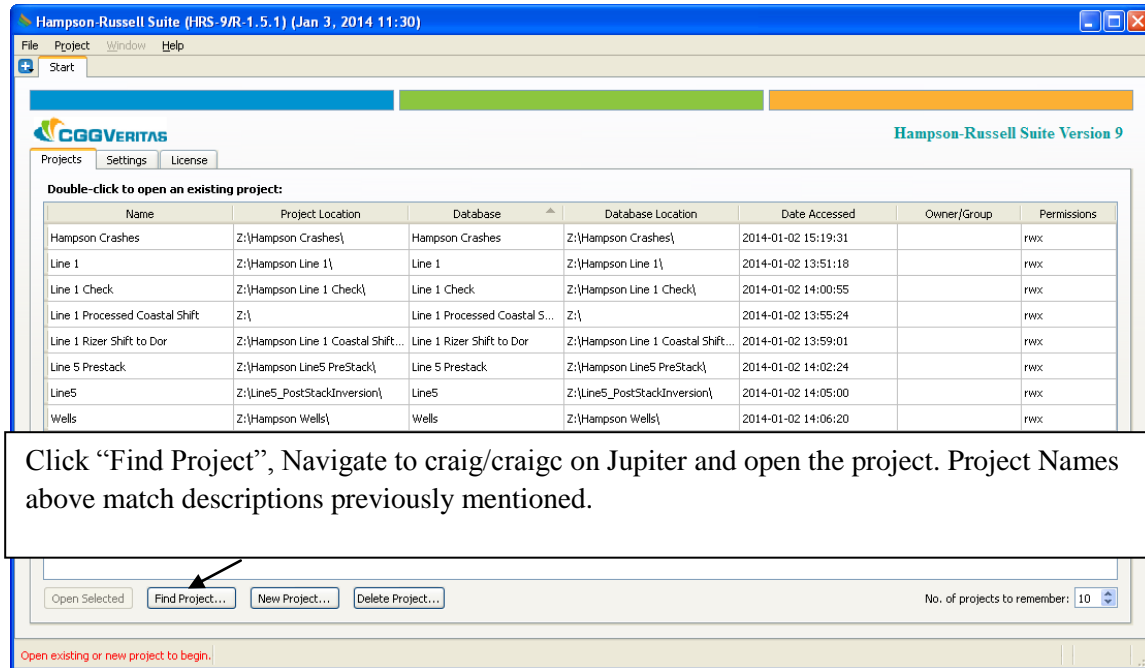 Hampson-Russell Suite (HRS-9/R-1.5.1) (Jan 3, 2014 11:30)
File Project Window Help
Start
CGGVERITAS
Hampson-Russell Suite Version 9
Projects Settings License
Double-click to open an existing project:
Name Project Location Database Database Location Date Accessed Owner/Group Permissions
Hampson Crashes Z:\Hampson Crashes\ Hampson Crashes Z:\Hampson Crashes\ 2014-01-02 15:19:31 rwx
Line 1 Z:\Hampson Line 1\ Line 1 Z:\Hampson Line 1\ 2014-01-02 13:51:18 rwx
Line 1 Check Z:\Hampson Line 1 Check\ Line 1 Check Z:\Hampson Line 1 Check\ 2014-01-02 14:00:55 rwx
Line 1 Processed Coastal Shift Z:\ Line 1 Processed Coastal S... Z:\ 2014-01-02 13:55:24 rwx
Line 1 Rizer Shift to Dor Z:\Hampson Line 1 Coastal Shift... Line 1 Rizer Shift to Dor Z:\Hampson Line 1 Coastal Shift... 2014-01-02 13:59:01 rwx
Line 5 Prestack Z:\Hampson Line5 PreStack\ Line 5 Prestack Z:\Hampson Line5 PreStack\ 2014-01-02 14:02:24 rwx
Line5 Z:\Line5_PostStackInversion\ Line5 Z:\Line5_PostStackInversion\ 2014-01-02 14:05:00 rwx
Wells Z:\Hampson Wells\ Wells Z:\Hampson Wells\ 2014-01-02 14:06:20 rwx
Click “Find Project”, Navigate to craig/craigc on Jupiter and open the project. Project Names
above match descriptions previously mentioned.
Open Selected Find Project... New Project... Delete Project... No. of projects to remember: 10
Open existing or new project to begin.